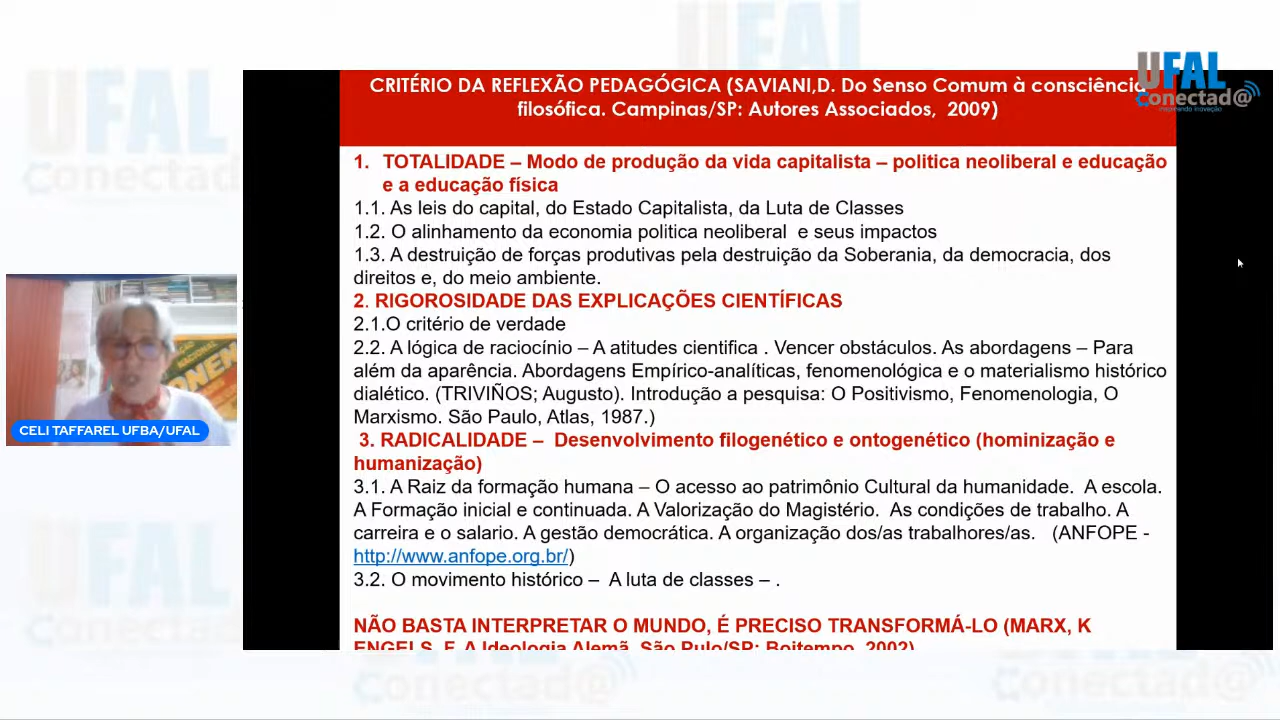 UFAL
Conectad@
CRITÉRIO DA REFLEXÃO PEDAGÓGICA (SAVIANI,D. Do Senso Comum à consciência
filosófica. Campinas/SP: Autores Associados, 2009)
1. TOTALIDADE – Modo de produção da vida capitalista – politica neoliberal e educação
e a educação física
1.1. As leis do capital, do Estado Capitalista, da Luta de Classes
1.2. O alinhamento da economia politica neoliberal e seus impactos
1.3. A destruição de forças produtivas pela destruição da Soberania, da democracia, dos
direitos e, do meio ambiente.
2. RIGOROSIDADE DAS EXPLICAÇÕES CIENTÍFICAS
2.1.O critério de verdade
2.2. A lógica de raciocínio – A atitudes cientifica . Vencer obstáculos. As abordagens – Para
além da aparência. Abordagens Empírico-analíticas, fenomenológica e o materialismo histórico
dialético. (TRIVIÑOS; Augusto). Introdução a pesquisa: O Positivismo, Fenomenologia, O
Marxismo. São Paulo, Atlas, 1987.)
3. RADICALIDADE – Desenvolvimento filogenético e ontogenético (hominização e
humanização)
3.1. A Raiz da formação humana – O acesso ao patrimônio Cultural da humanidade. A escola.
A Formação inicial e continuada. A Valorização do Magistério. As condições de trabalho. A
carreira e o salario. A gestão democrática. A organização dos/as trabalhores/as. (ANFOPE -
http://www.anfope.org.br/)
3.2. O movimento histórico – A luta de classes – .
NÃO BASTA INTERPRETAR O MUNDO, É PRECISO TRANSFORMÁ-LO (MARX, K
ENGELS, F. A Ideologia Alemã. São Pulo/SP: Boitempo, 2002)
CELI TAFFAREL UFBA/UFAL